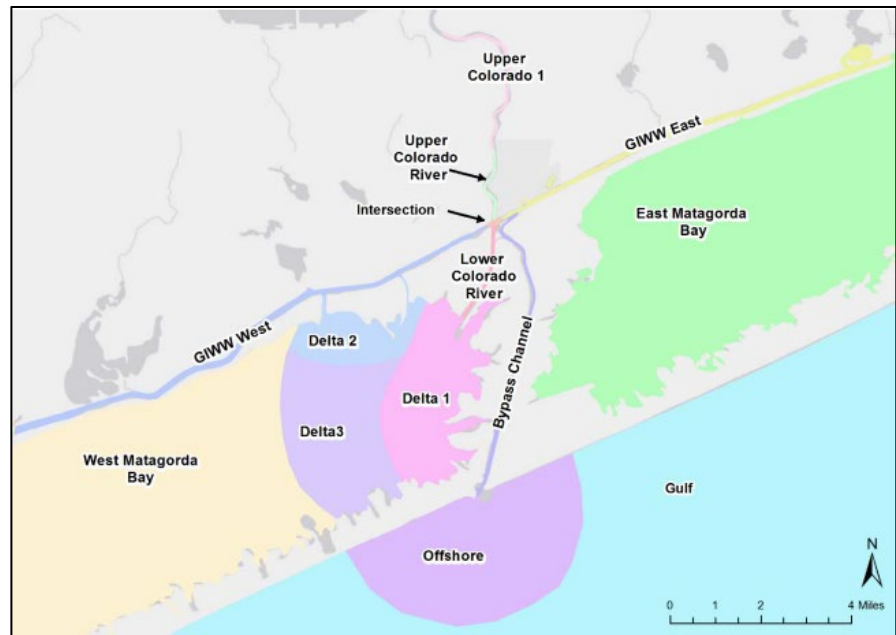 Upper
Colorado 1
Upper
Colorado
River
GIWW East
Intersection
East Matagorda
Bay
Lower
Colorado
River
GIWW West
Delta 2
Bypass Channel
Delta 1
Delta3
West Matagorda
Bay
Gulf
Offshore
N
0 1 2 4 Miles